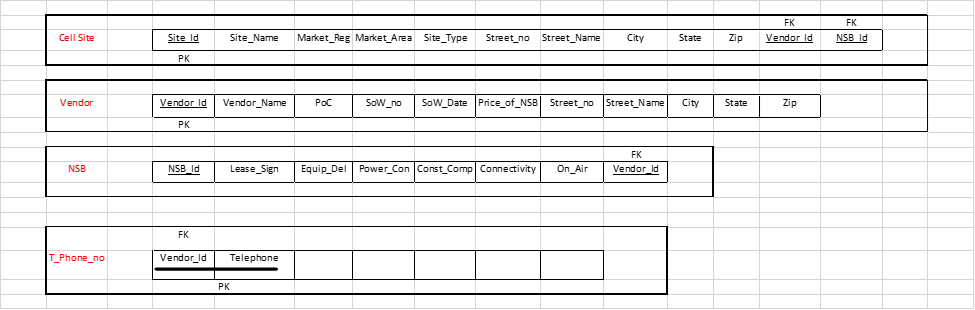 FK FK
Cell Site Site_Id Site_Name Market_Reg Market_Area Site_Type Street_no Street_Name City State Zip Vendor_Id NSB_Id
PK
Vendor Vendor_Id Vendor_Name PoC SoW_no SoW_Date Price_of_NSB Street_no Street_Name City State Zip
PK
FK
NSB NSB_Id Lease_Sign Equip_Del Power_Con Const_Comp Connectivity On_Air Vendor_Id
FK
T_Phone_no Vendor_Id Telephone
PK